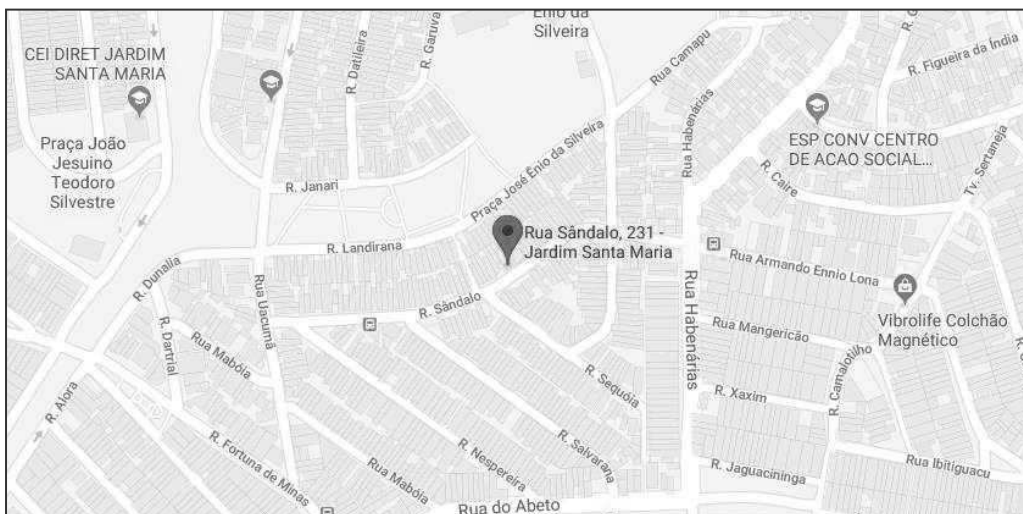 Enio da
Silveira
CEI DIRET JARDIM
SANTA MARIA
R. Datileira
R. Garuva
Rua Camapu
R. Figueira da Índia
Praça João
Jesuino
Teodoro
Silvestre
ESP CONV CENTRO
DE ACAO SOCIAL...
Rua Habenárias
Tv. Sertaneja
R. Janari
Praça José Ênio da Silveira
R. Caire
Rua Sândalo, 231 -
Jardim Santa Maria
R. Landirana
R. Dunalia
Rua Armando Ennio Lona
Rua Uacumã
R. Sândalo
Rua Habenárias
Vibrolife Colchão
Magnético
R. Dartrial
Rua Mabóia
Rua Mangericão
R. Camalotilho
R. Sequóia
R. Xaxim
R. Alora
R. Fortuna de Minas
Rua Mabóia
R. Nespereira
R. Salvarana
R. Jaguacininga
Rua Ibitiguacu
Rua do Abeto